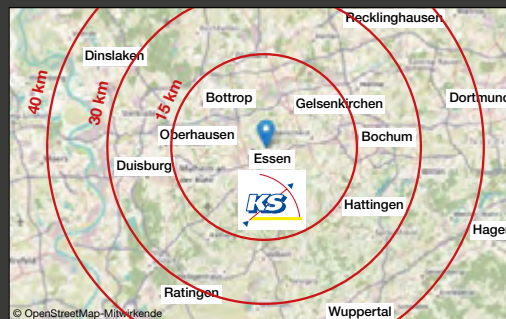 Recklinghausen
Dinslaken
40 km
30 km
15 km
Bottrop
Gelsenkirchen
Dortmund
Oberhausen
Bochum
Essen
Duisburg
KS
Hattingen
Hagen
Ratingen
Wuppertal
© OpenStreetMap-Mitwirkende